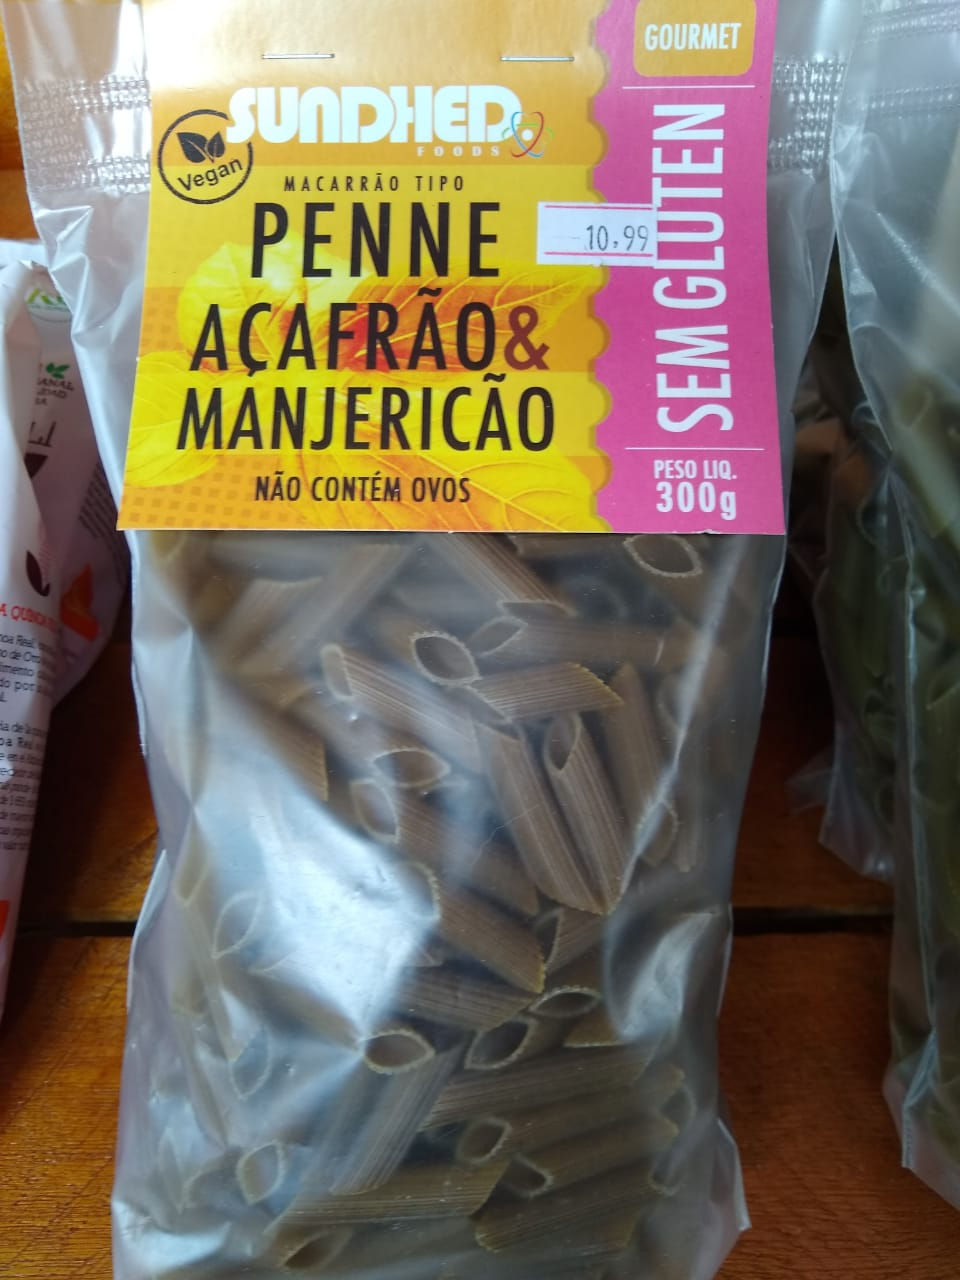 GOURMET
SUNDHED
FOODS
Vegan
MACARRÃO TIPO
PENNE
10,99
AÇAFRÃO&
MANJERICÃO
NÃO CONTÉM OVOS
SEM GLUTEN
PESO LIQ.
300g